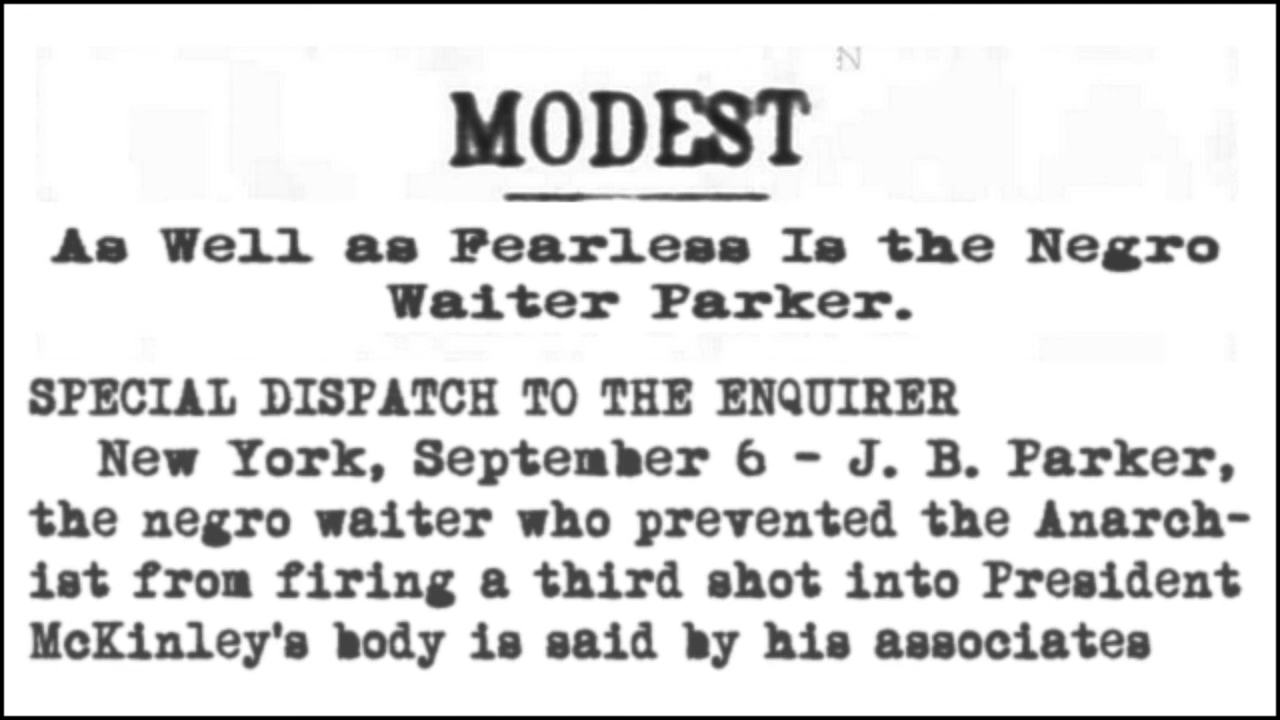 MODEST
As Well as Fearless Is the Negro
Waiter Parker.
SPECIAL DISPATCH TO THE ENQUIRER
New York, September 6 - J. B. Parker,
the negro waiter who prevented the Anarch-
ist from firing a third shot into President
McKinley's body is said by his associates